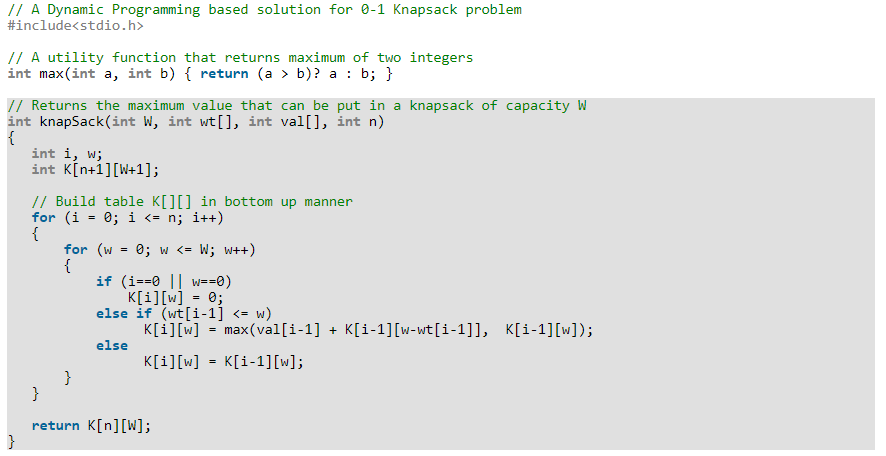 // A Dynamic Programming based solution for 0-1 Knapsack problem
#include<stdio.h>

// A utility function that returns maximum of two integers
int max(int a, int b) { return (a > b)? a : b; }

// Returns the maximum value that can be put in a knapsack of capacity W
int knapSack(int W, int wt[], int val[], int n)
{
   int i, w;
   int K[n+1][W+1];

   // Build table K[][] in bottom up manner
   for (i = 0; i <= n; i++)
   {
       for (w = 0; w <= W; w++)
       {
           if (i==0 || w==0)
               K[i][w] = 0;
           else if (wt[i-1] <= w)
                 K[i][w] = max(val[i-1] + K[i-1][w-wt[i-1]],  K[i-1][w]);
           else
                 K[i][w] = K[i-1][w];
       }
   }

   return K[n][W];
}